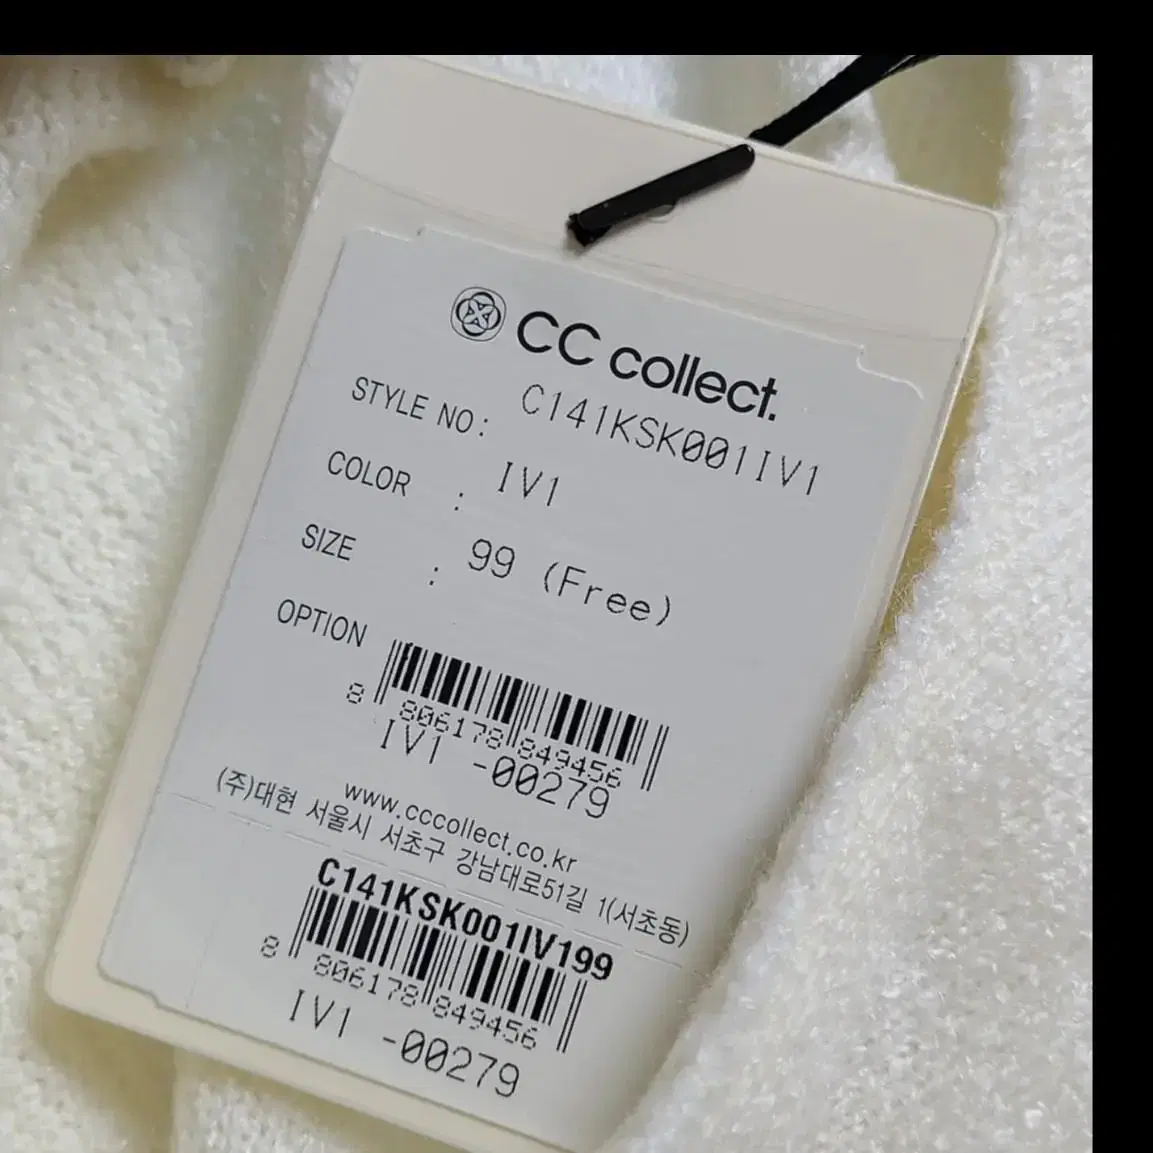 CC collect.
STYLE NO: C141KSK001IV1
COLOR : IV1
SIZE : 99 (Free)
OPTION
8 806178 849456
IV1 -00279
www.cccollect.co.kr
(주)대현 서울시 서초구 강남대로51길 1(서초동)
C141KSK001IV199
8 806178 849456
IV1 -00279